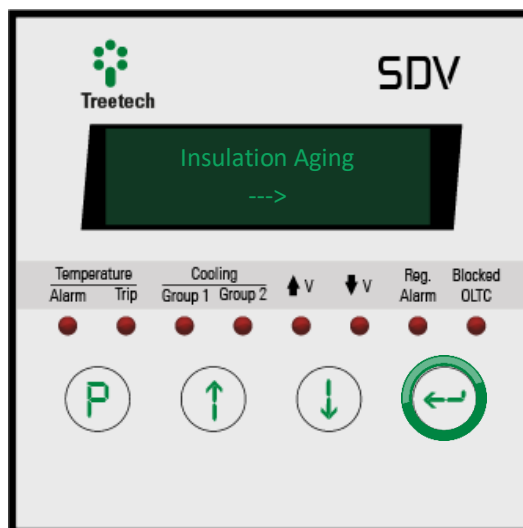 SDV
Treetech
Insulation Aging
--->
Temperature
Alarm Trip
Cooling
Group 1 Group 2
V
V
Reg.
Alarm
Blocked
OLTC
P